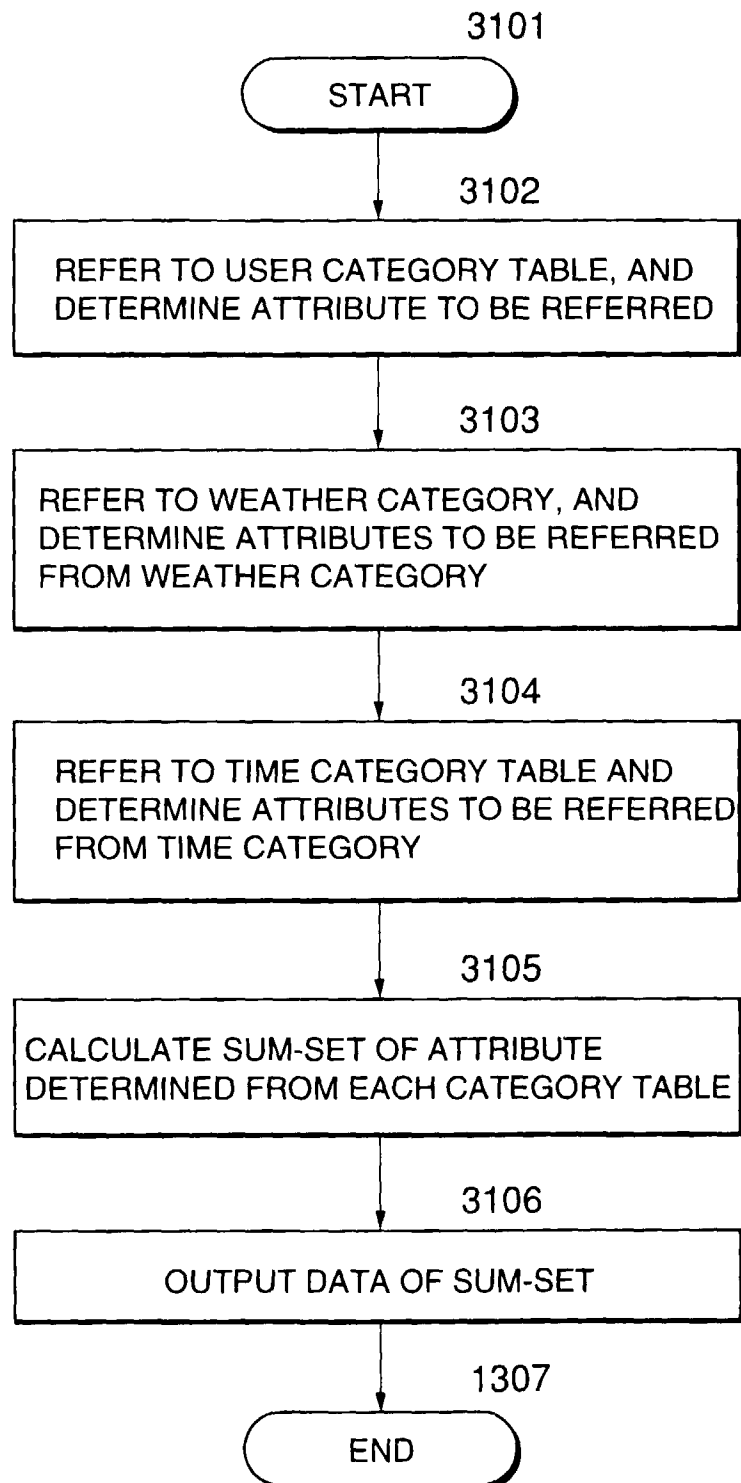 3101
START
3102
REFER TO USER CATEGORY TABLE, AND
DETERMINE ATTRIBUTE TO BE REFERRED
3103
REFER TO WEATHER CATEGORY, AND
DETERMINE ATTRIBUTES TO BE REFERRED
FROM WEATHER CATEGORY
3104
REFER TO TIME CATEGORY TABLE AND
DETERMINE ATTRIBUTES TO BE REFERRED
FROM TIME CATEGORY
3105
CALCULATE SUM-SET OF ATTRIBUTE
DETERMINED FROM EACH CATEGORY TABLE
3106
OUTPUT DATA OF SUM-SET
1307
END